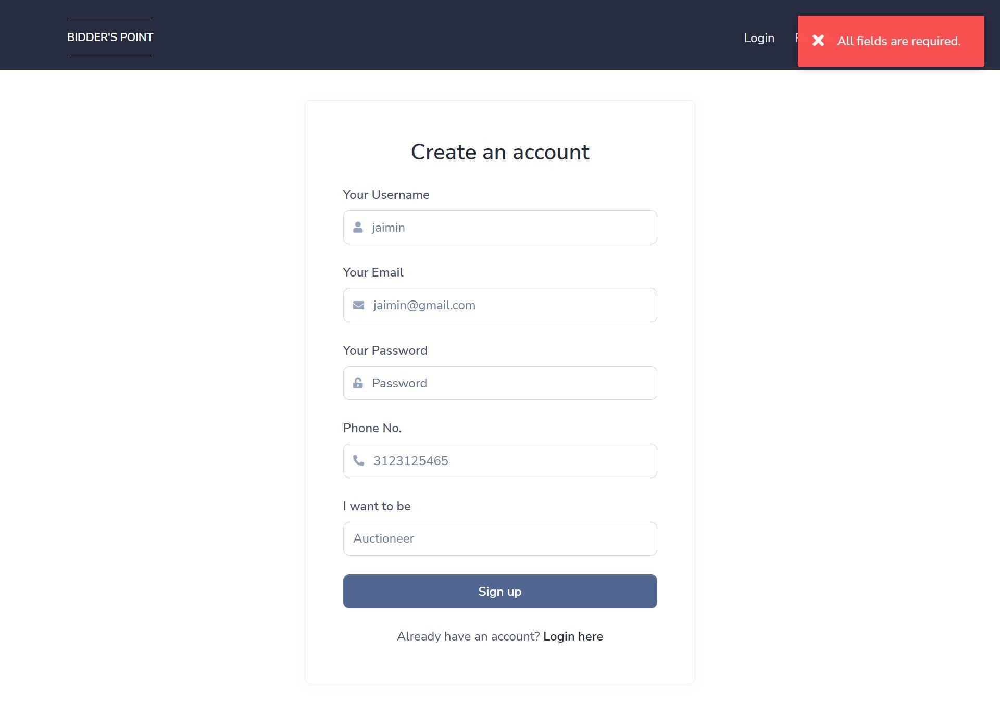 BIDDER'S POINT
Login
All fields are required.
Create an account
Your Username
jaimin
Your Email
jaimin@gmail.com
Your Password
Password
Phone No.
3123125465
I want to be
Auctioneer
Sign up
Already have an account? Login here